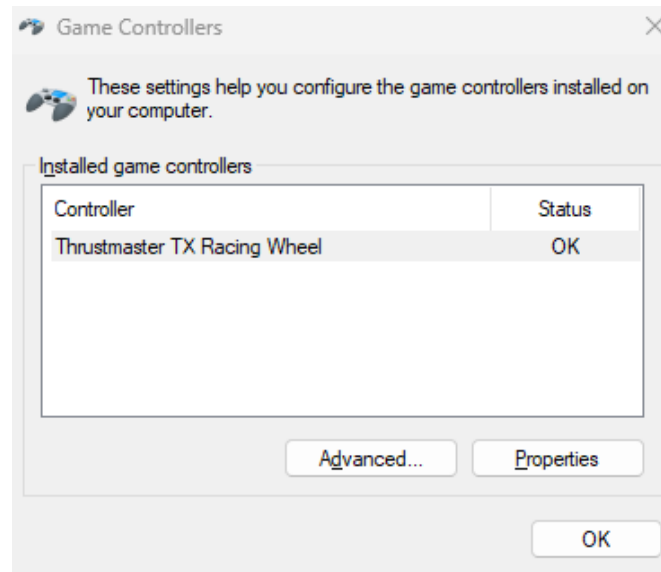 Game Controllers
These settings help you configure the game controllers installed on
your computer.
Installed game controllers
Controller Status
Thrustmaster TX Racing Wheel OK
Advanced... Properties
OK